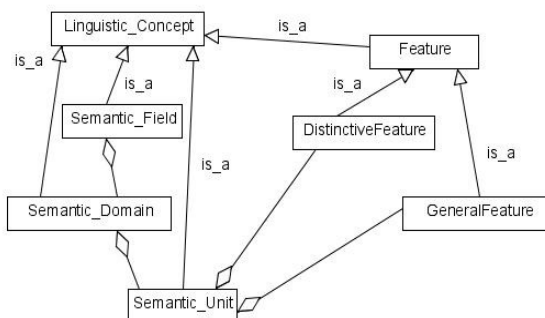 Linguistic_Concept
is_a
Feature
is_a
is_a
is_a
Semantic_Field
DistinctiveFeature
is_a
is_a
Semantic_Domain
GeneralFeature
Semantic_Unit